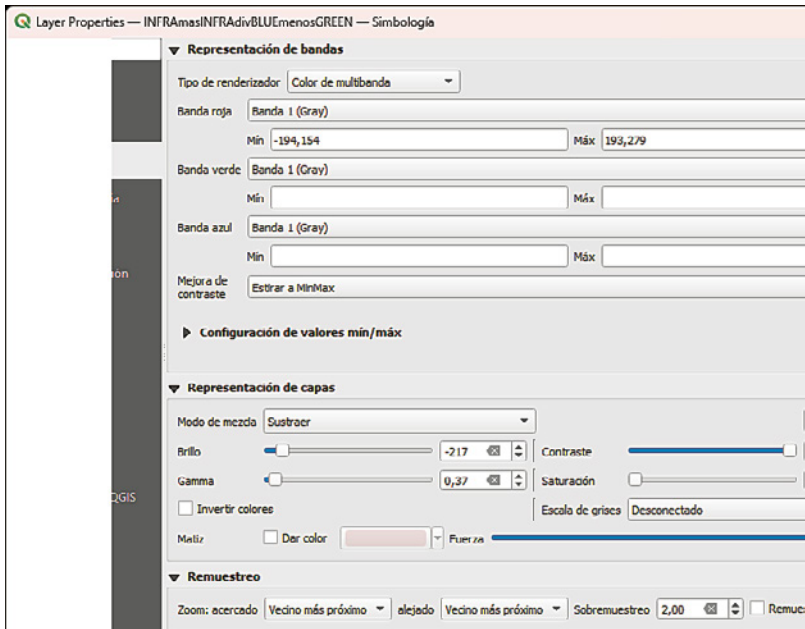 Layer Properties — INFRAmasINFRAdivBLUEmenosGREEN — Simbología
Representación de bandas
Tipo de renderizador Color de multibanda
Banda roja Banda 1 (Gray)
Mín -194,154 Máx 193,279
Banda verde Banda 1 (Gray)
Mín Máx
Banda azul Banda 1 (Gray)
Mín Máx
Mejora de contraste Estirar a MinMax
ión
Configuración de valores mín/máx
Representación de capas
Modo de mezcla Sustraer
Brillo -217 Contraste
Gamma 0,37 Saturación
QGIS
Invertir colores Escala de grises Desconectado
Matiz Dar color Fuerza
Remuestreo
Zoom: acercado Vecino más próximo alejado Vecino más próximo Sobremuestreo 2,00 Remues